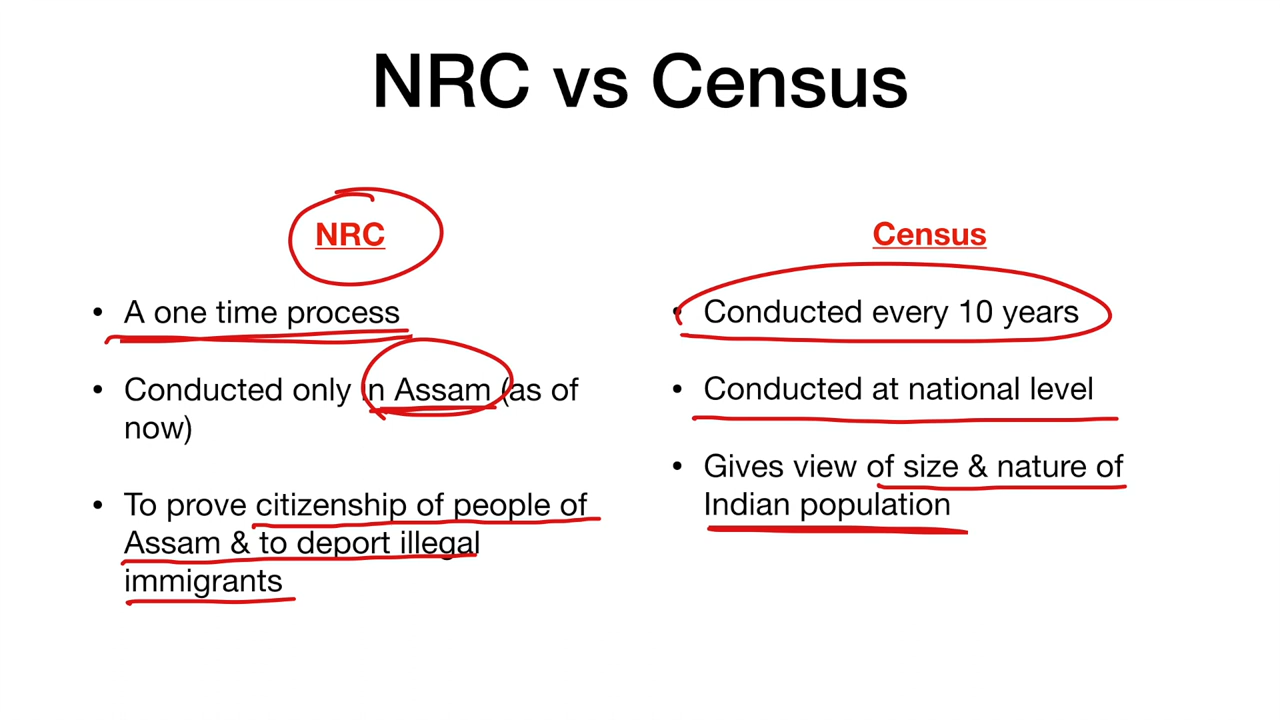 NRC vs Census
NRC
• A one time process
• Conducted only in Assam (as of
now)
• To prove citizenship of people of
Assam & to deport illegal
immigrants
Census
• Conducted every 10 years
• Conducted at national level
• Gives view of size & nature of
Indian population